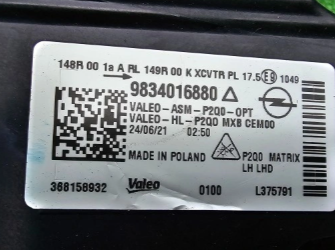 148R 00 1a A RL 149R 00 K XCVTR PL 17.5 E9 1049
9834016880
VALEO-ASM-P2QO-OPT
VALEO-HL-P2QO MXB CEM00
24/06/21 02:50
MADE IN POLAND P2QO MATRIX
LH LHD
368158932 Valeo 0100 L375791